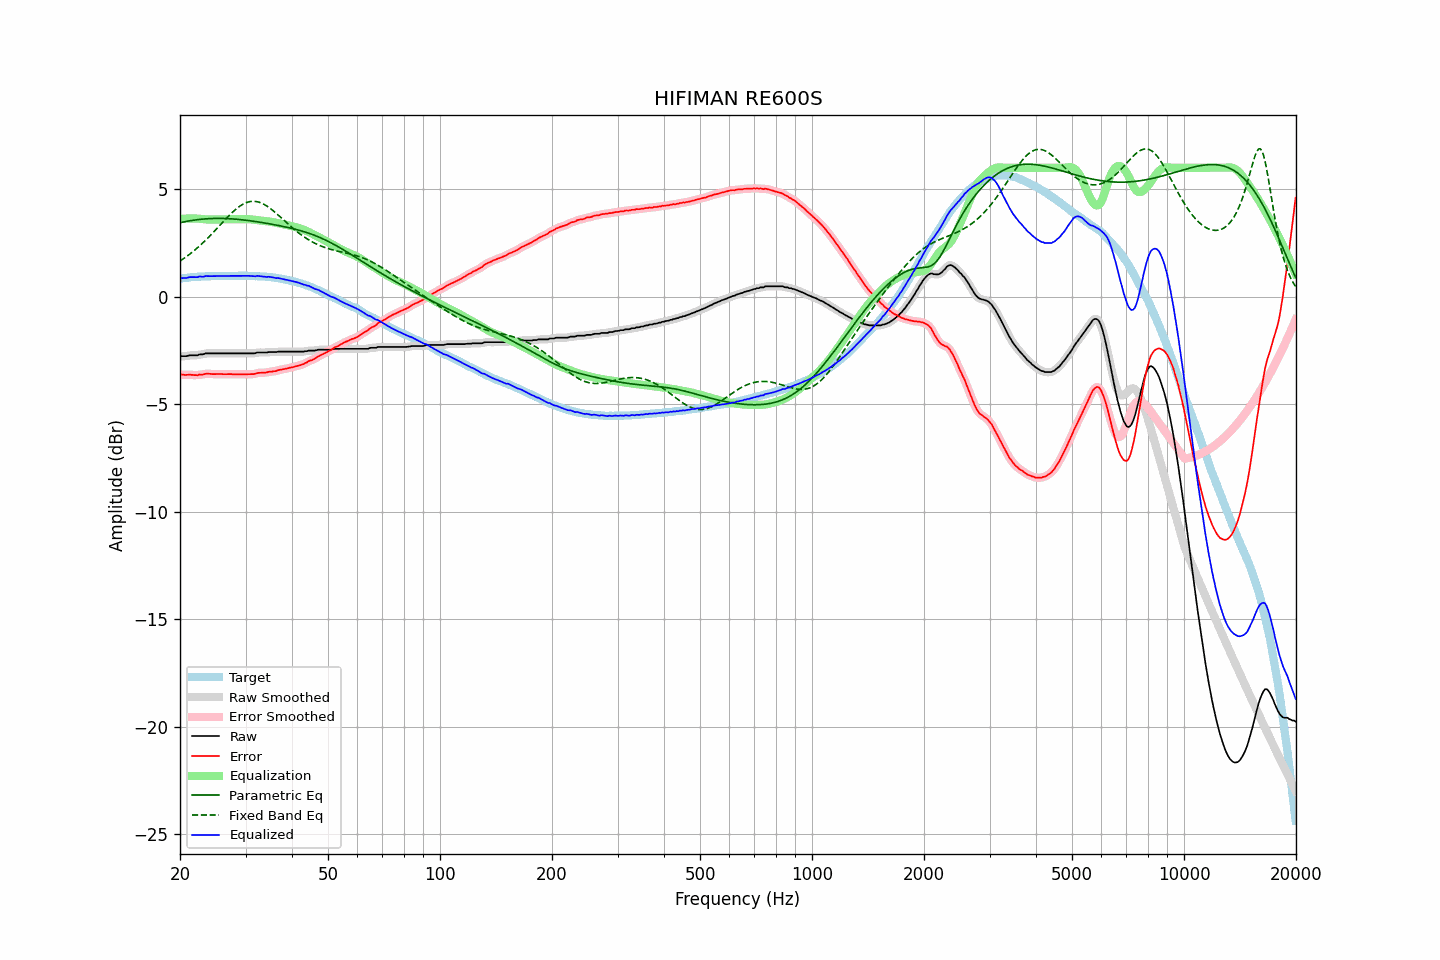 HIFIMAN RE600S
5
0
−5
−10
−15
−20
−25
Amplitude (dBr)
Target
Raw Smoothed
Error Smoothed
Raw
Error
Equalization
Parametric Eq
Fixed Band Eq
Equalized
20
50
100
200
500
1000
2000
5000
10000
20000
Frequency (Hz)